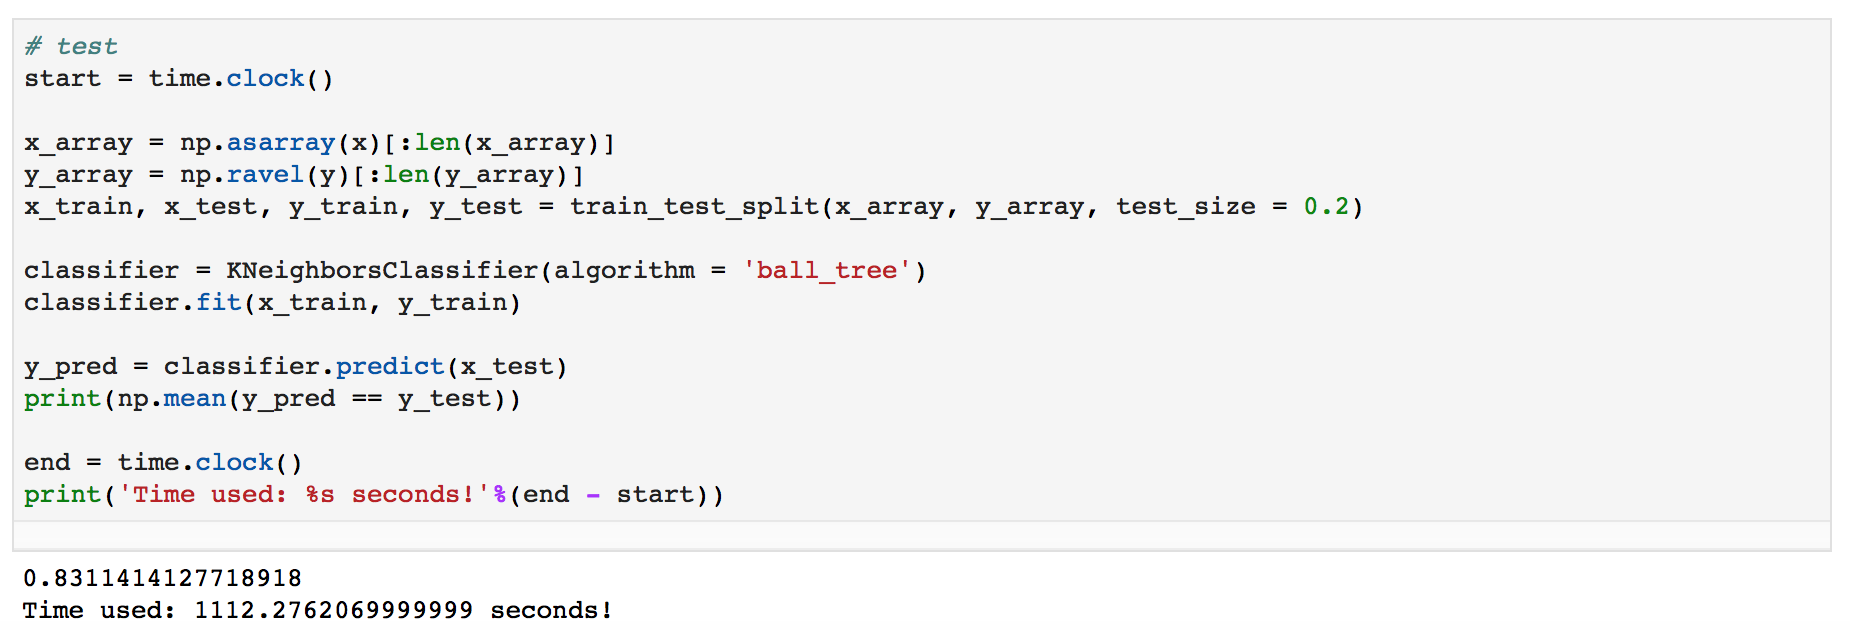 # test
start = time.clock()
x_array = np.asarray(x)[:len(x_array)]
y_array = np.ravel(y)[:len(y_array)]
x_train, x_test, y_train, y_test = train_test_split(x_array, y_array, test_size = 0.2)
classifier = KNeighborsClassifier(algorithm = 'ball_tree')
classifier.fit(x_train, y_train)
y_pred = classifier.predict(x_test)
print(np.mean(y_pred == y_test))
end = time.clock()
print('Time used: %s seconds!'%(end - start))
0.8311414127718918
Time used: 1112.2762069999999 seconds!